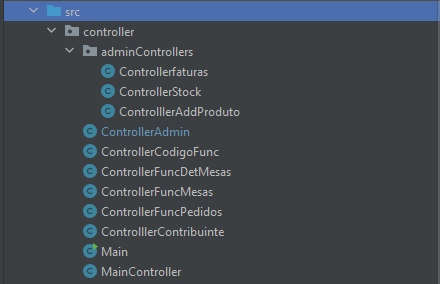 src
controller
adminControllers
Controllerfaturas
ControllerStock
ControlllerAddProduto
ControllerAdmin
ControllerCodigoFunc
ControllerFuncDetMesas
ControllerFuncMesas
ControllerFuncPedidos
ControlllerContribuinte
Main
MainController